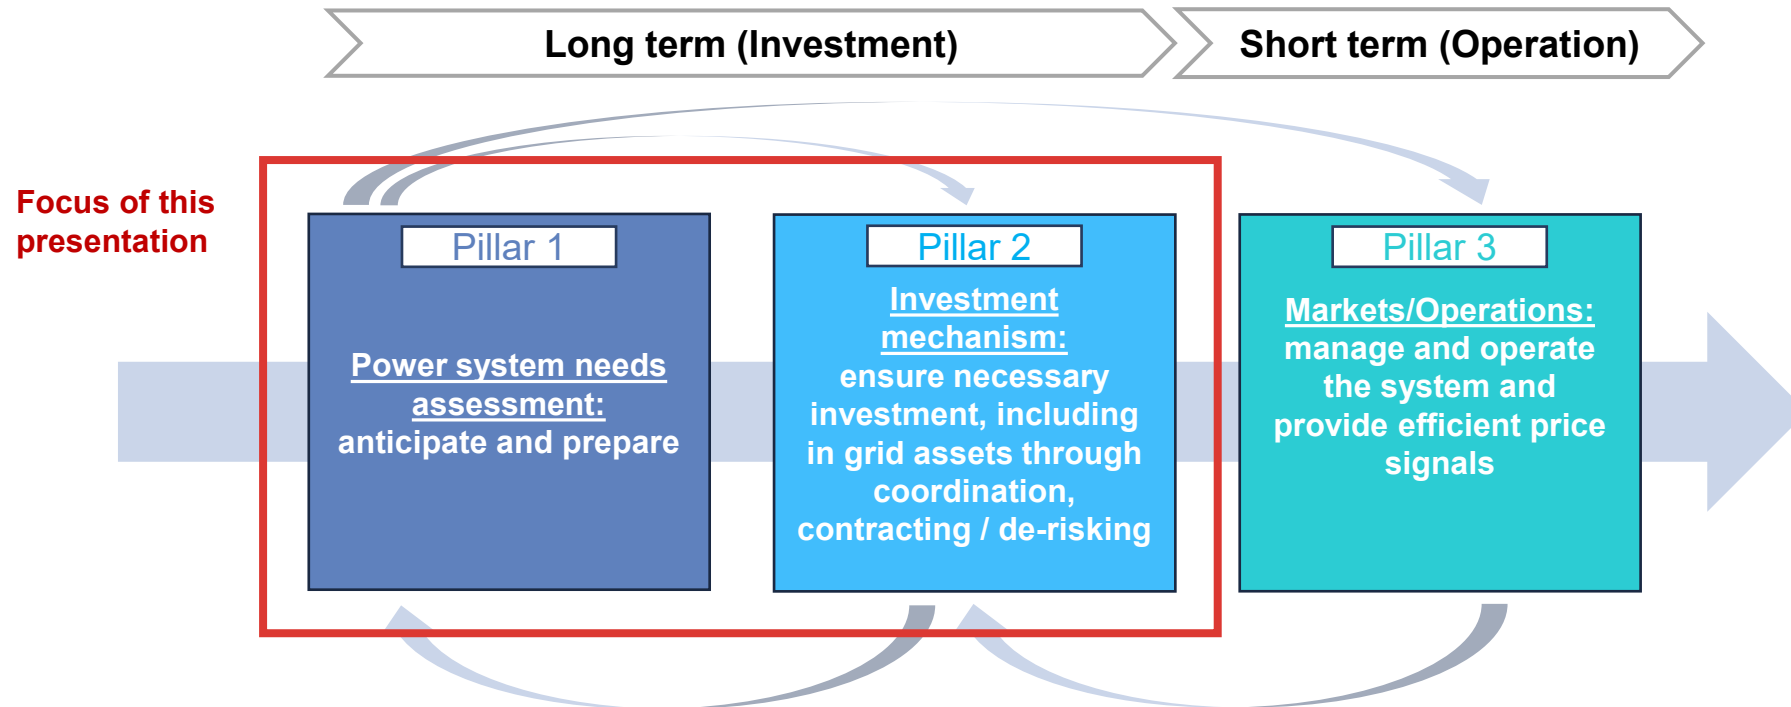 Long term (Investment)
Short term (Operation)
Focus of this
presentation
Pillar 1
Power system needs
assessment:
anticipate and prepare
Pillar 2
Investment
mechanism:
ensure necessary
investment, including
in grid assets through
coordination,
contracting / de-risking
Pillar 3
Markets/Operations:
manage and operate
the system and
provide efficient price
signals